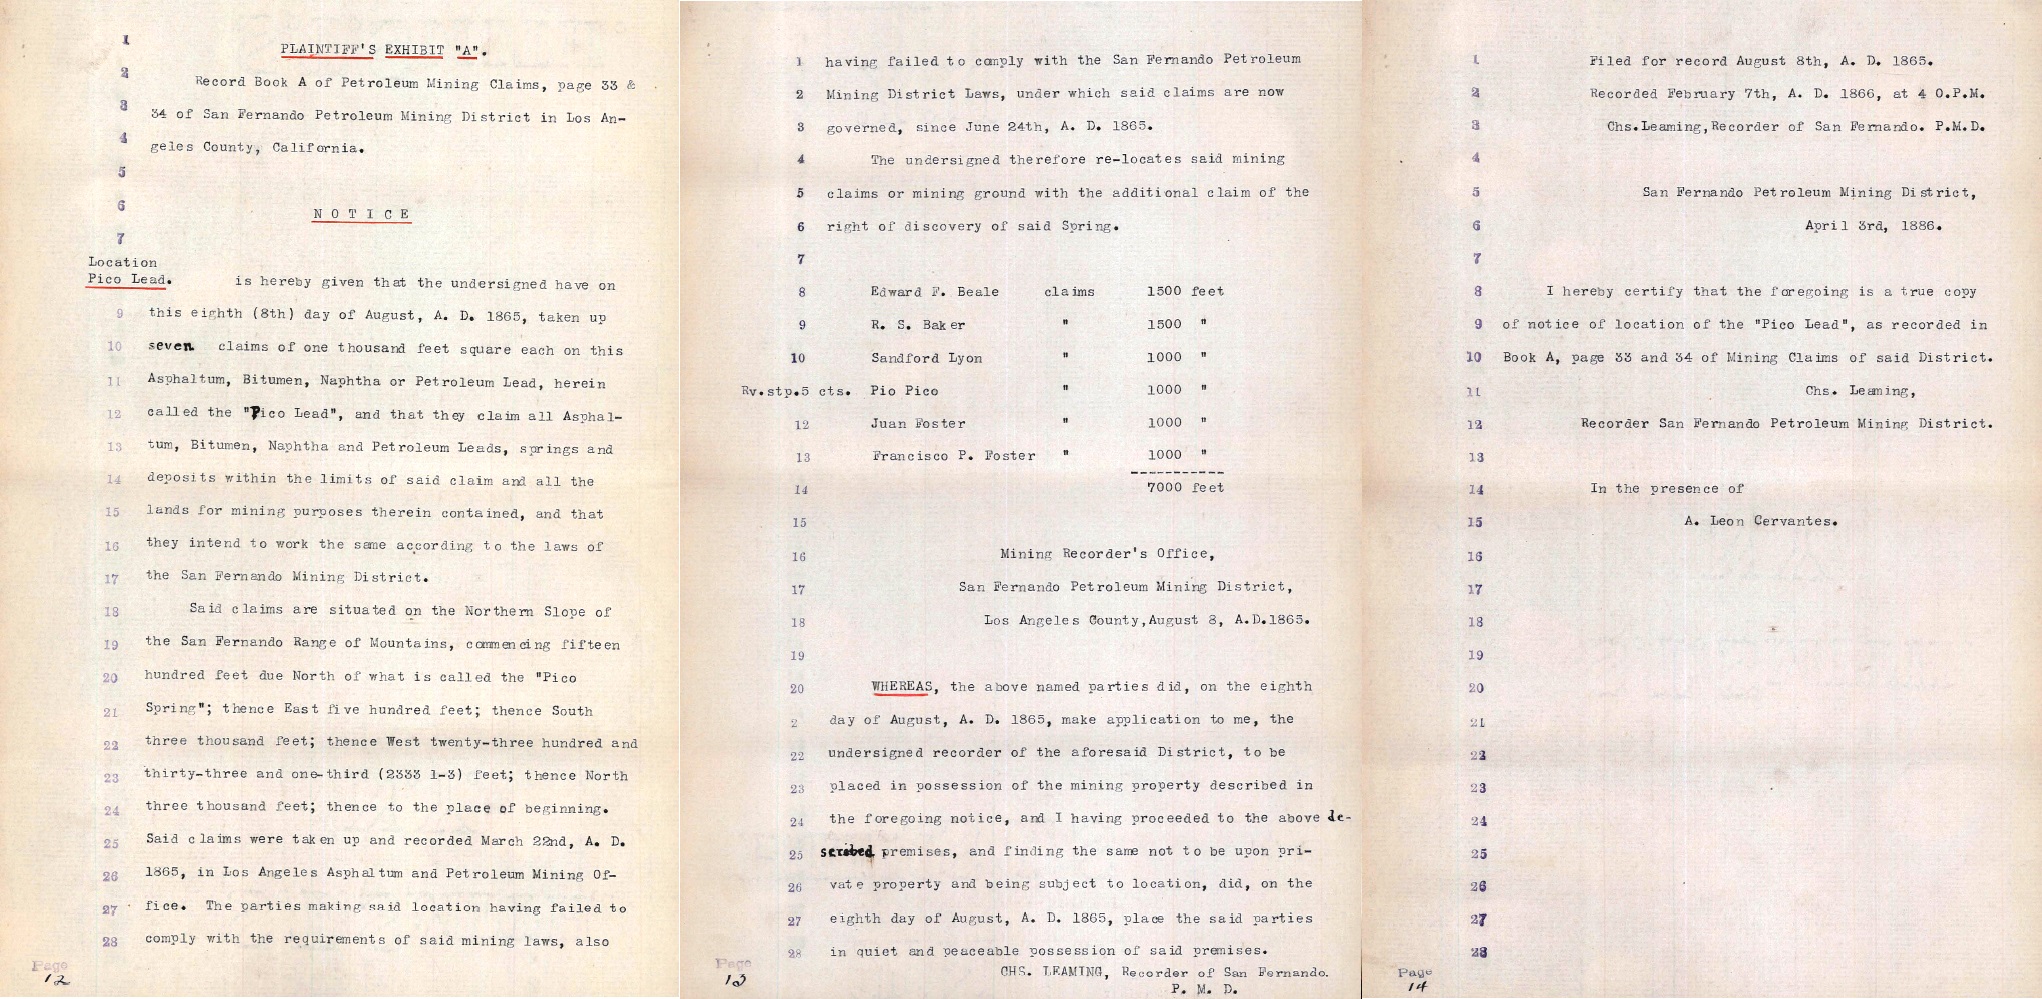 1
PLAINTIFF'S EXHIBIT "A".
2 Record Book A of Petroleum Mining Claims, page 33 &
3 34 of San Fernando Petroleum Mining District in Los An-
4 geles County, California.
5
6 N O T I C E
7
Location
Pico Lead. is hereby given that the undersigned have on
9 this eighth (8th) day of August, A. D. 1865, taken up
10 seven claims of one thousand feet square each on this
11 Asphaltum, Bitumen, Naphtha or Petroleum Lead, herein
12 called the "Pico Lead", and that they claim all Asphal-
13 tum, Bitumen, Naphtha and Petroleum Leads, springs and
14 deposits within the limits of said claim and all the
15 lands for mining purposes therein contained, and that
16 they intend to work the same according to the laws of
17 the San Fernando Mining District.
18 Said claims are situated on the Northern Slope of
19 the San Fernando Range of Mountains, commencing fifteen
20 hundred feet due North of what is called the "Pico
21 Spring"; thence East five hundred feet; thence South
22 three thousand feet; thence West twenty-three hundred and
23 thirty-three and one-third (2333 1-3) feet; thence North
24 three thousand feet; thence to the place of beginning.
25 Said claims were taken up and recorded March 22nd, A. D.
26 1865, in Los Angeles Asphaltum and Petroleum Mining Of-
27 fice. The parties making said location having failed to
28 comply with the requirements of said mining laws, also
Page
12
1 having failed to comply with the San Fernando Petroleum
2 Mining District Laws, under which said claims are now
3 governed, since June 24th, A. D. 1865.
4 The undersigned therefore re-locates said mining
5 claims or mining ground with the additional claim of the
6 right of discovery of said Spring.
7
8 Edward F. Beale claims 1500 feet
9 R. S. Baker " 1500 "
10 Sandford Lyon " 1000 "
Rv.stp.5 cts. Pio Pico " 1000 "
12 Juan Foster " 1000 "
13 Francisco P. Foster " 1000 "
----------
14 7000 feet
15
16 Mining Recorder's Office,
17 San Fernando Petroleum Mining District,
18 Los Angeles County,August 8, A.D.1865.
19
20 WHEREAS, the above named parties did, on the eighth
2 day of August, A. D. 1865, make application to me, the
22 undersigned recorder of the aforesaid District, to be
23 placed in possession of the mining property described in
24 the foregoing notice, and I having proceeded to the above de-
25 scribed premises, and finding the same not to be upon pri-
26 vate property and being subject to location, did, on the
27 eighth day of August, A. D. 1865, place the said parties
28 in quiet and peaceable possession of said premises.
CHS. LEAMING, Recorder of San Fernando.
P. M. D.
Page
13
1 Filed for record August 8th, A. D. 1865.
2 Recorded February 7th, A. D. 1866, at 4 O.P.M.
3 Chs.Leaming,Recorder of San Fernando. P.M.D.
4
5 San Fernando Petroleum Mining District,
6 April 3rd, 1886.
7
8 I hereby certify that the foregoing is a true copy
9 of notice of location of the "Pico Lead", as recorded in
10 Book A, page 33 and 34 of Mining Claims of said District.
11 Chs. Leaming,
12 Recorder San Fernando Petroleum Mining District.
13
14 In the presence of
15 A. Leon Cervantes.
16
17
18
19
20
21
22
23
24
25
26
27
28
Page
14